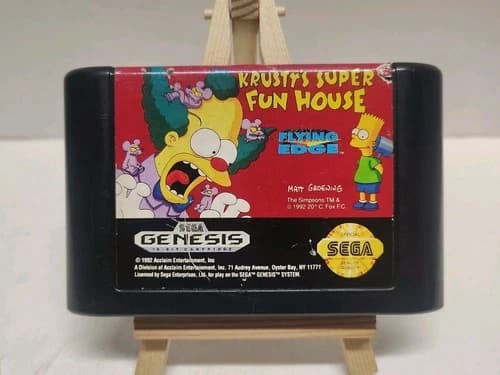 KRUSTY'S SUPER
FUN HOUSE
FLYING
EDGE
MATT GROENING
The Simpsons TM &
© 1992 20th C. Fox F.C.
SEGA
GENESIS
16-BIT CARTRIDGE
SEGA
© 1992 Acclaim Entertainment, Inc
A Division of Acclaim Entertainment, Inc. 71 Audrey Avenue, Oyster Bay, NY 11771
Licensed by Sega Enterprises, Ltd. for play on the SEGA™ GENESIS™ SYSTEM.